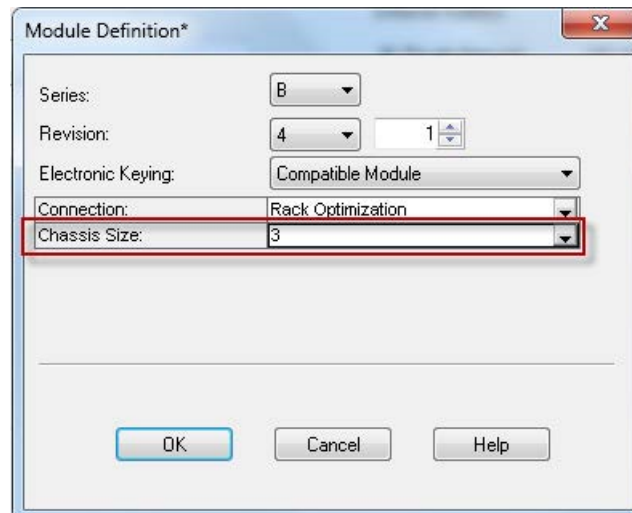 Module Definition*
Series: B
Revision: 4 1
Electronic Keying: Compatible Module
Connection: Rack Optimization
Chassis Size: 3
OK Cancel Help